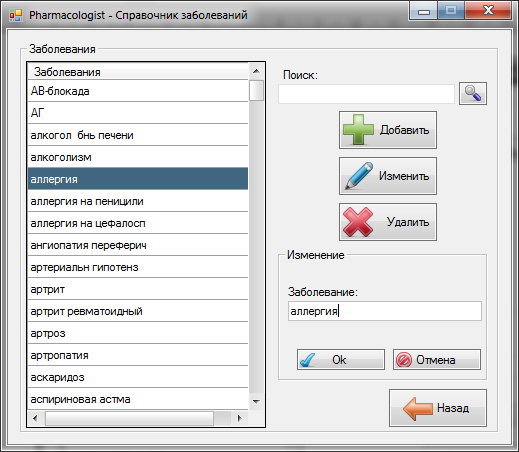 Pharmacologist - Справочник заболеваний
Заболевания
Заболевания
АВ-блокада
АГ
алкогол бнь печени
алкоголизм
аллергия
аллергия на пеницили
аллергия на цефалосп
ангиопатия переферич
артериальн гипотенз
артрит
артрит ревматоидный
артроз
артропатия
аскаридоз
аспириновая астма
Поиск:
Добавить
Изменить
Удалить
Изменение
Заболевание:
аллергия
Ok
Отмена
Назад